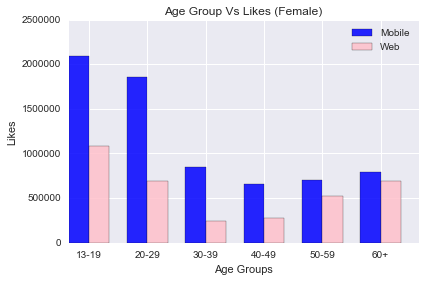 Age Group Vs Likes (Female)
2500000
2000000
1500000
1000000
500000
0
Likes
Mobile
Web
13-19
20-29
30-39
40-49
50-59
60+
Age Groups